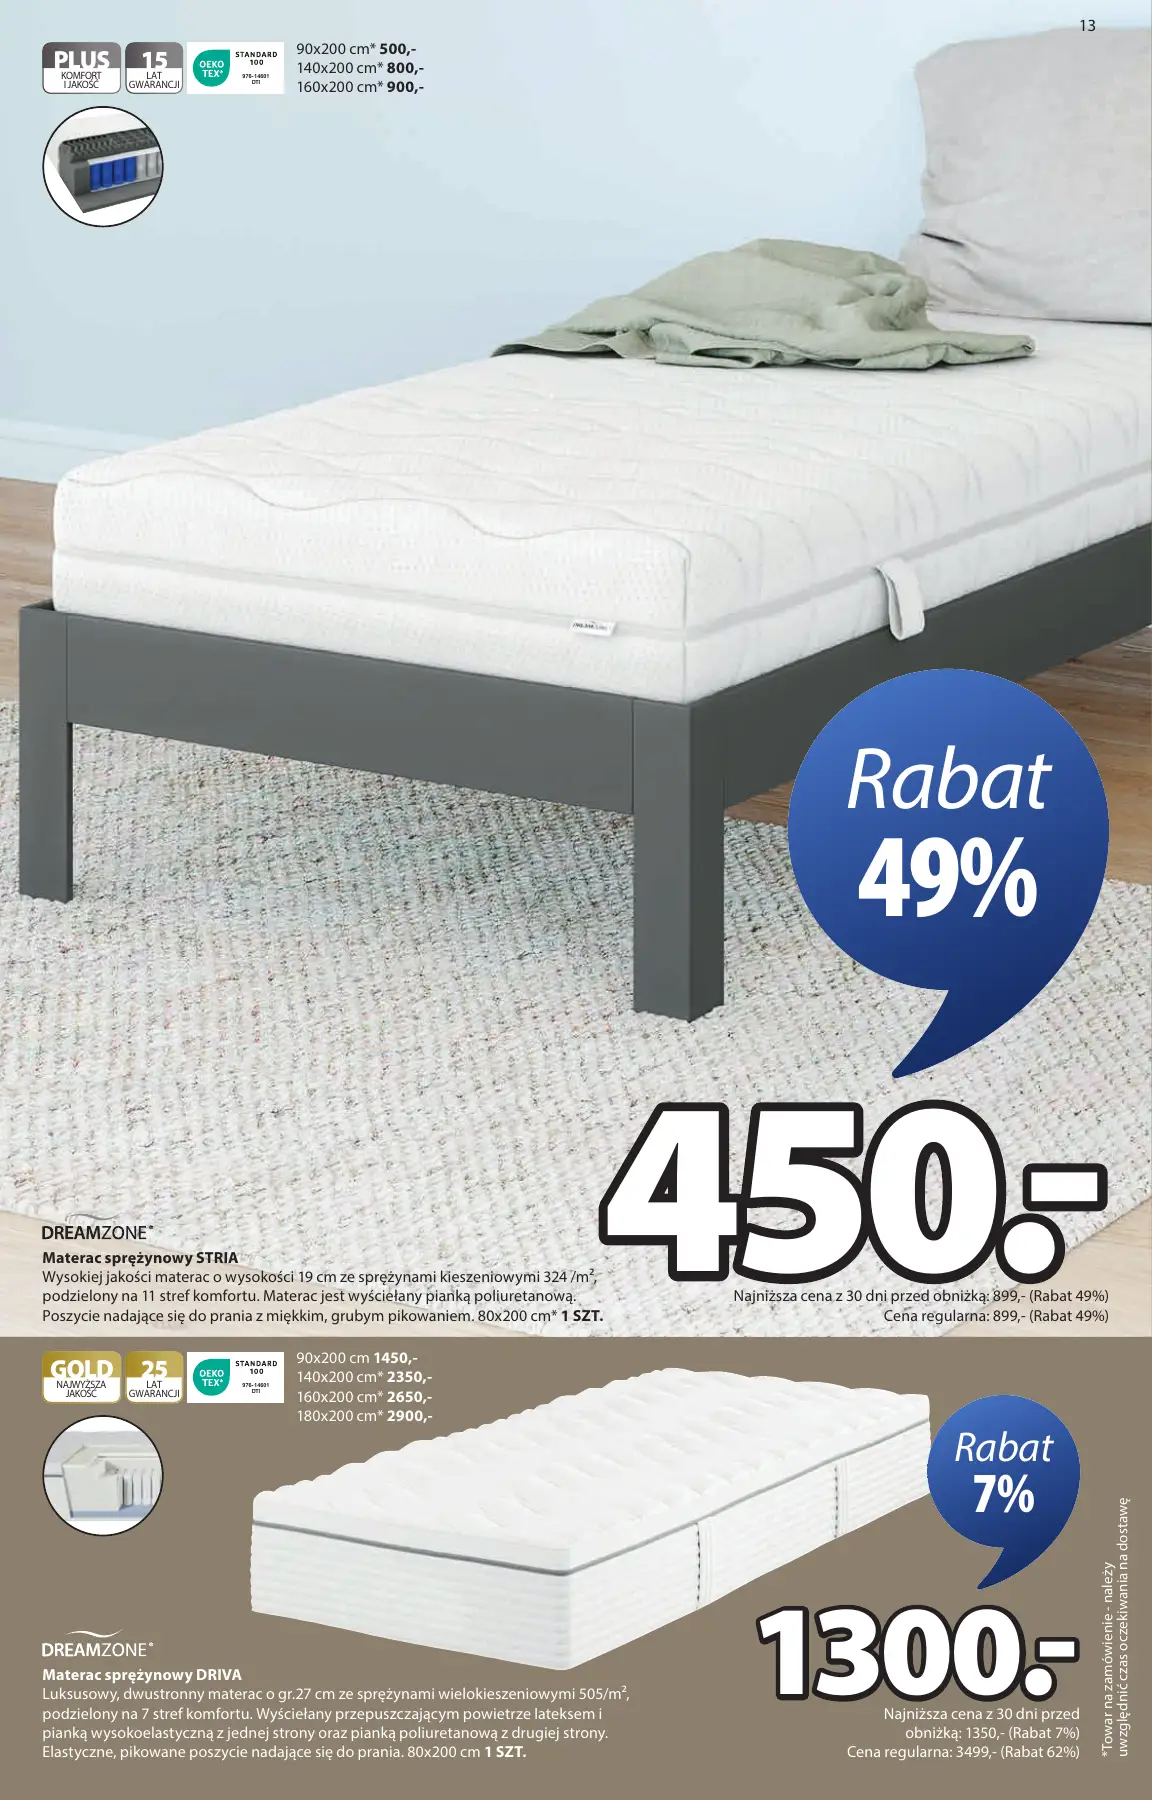 13
PLUS
KOMFORT
I JAKOŚĆ
15
LAT
GWARANCJI
OEKO
TEX®
STANDARD
100
976-14601
DTI
90x200 cm* 500,-
140x200 cm* 800,-
160x200 cm* 900,-
Rabat
49%
450.-
DREAMZONE®
Materac sprężynowy STRIA
Wysokiej jakości materac o wysokości 19 cm ze sprężynami kieszeniowymi 324 /m²,
podzielony na 11 stref komfortu. Materac jest wyściełany pianką poliuretanową.
Poszycie nadające się do prania z miękkim, grubym pikowaniem. 80x200 cm* 1 SZT.
Najniższa cena z 30 dni przed obniżką: 899,- (Rabat 49%)
Cena regularna: 899,- (Rabat 49%)
GOLD
NAJWYŻSZA
JAKOŚĆ
25
LAT
GWARANCJI
OEKO
TEX®
STANDARD
100
976-14601
DTI
90x200 cm 1450,-
140x200 cm* 2350,-
160x200 cm* 2650,-
180x200 cm* 2900,-
Rabat
7%
1300.-
DREAMZONE®
Materac sprężynowy DRIVA
Luksusowy, dwustronny materac o gr.27 cm ze sprężynami wielokieszeniowymi 505/m²,
podzielony na 7 stref komfortu. Wyściełany przepuszczającym powietrze lateksem i
pianką wysokoelastyczną z jednej strony oraz pianką poliuretanową z drugiej strony.
Elastyczne, pikowane poszycie nadające się do prania. 80x200 cm 1 SZT.
Najniższa cena z 30 dni przed
obniżką: 1350,- (Rabat 7%)
Cena regularna: 3499,- (Rabat 62%)
*Towar na zamówienie - należy
uwzględnić czas oczekiwania na dostawę